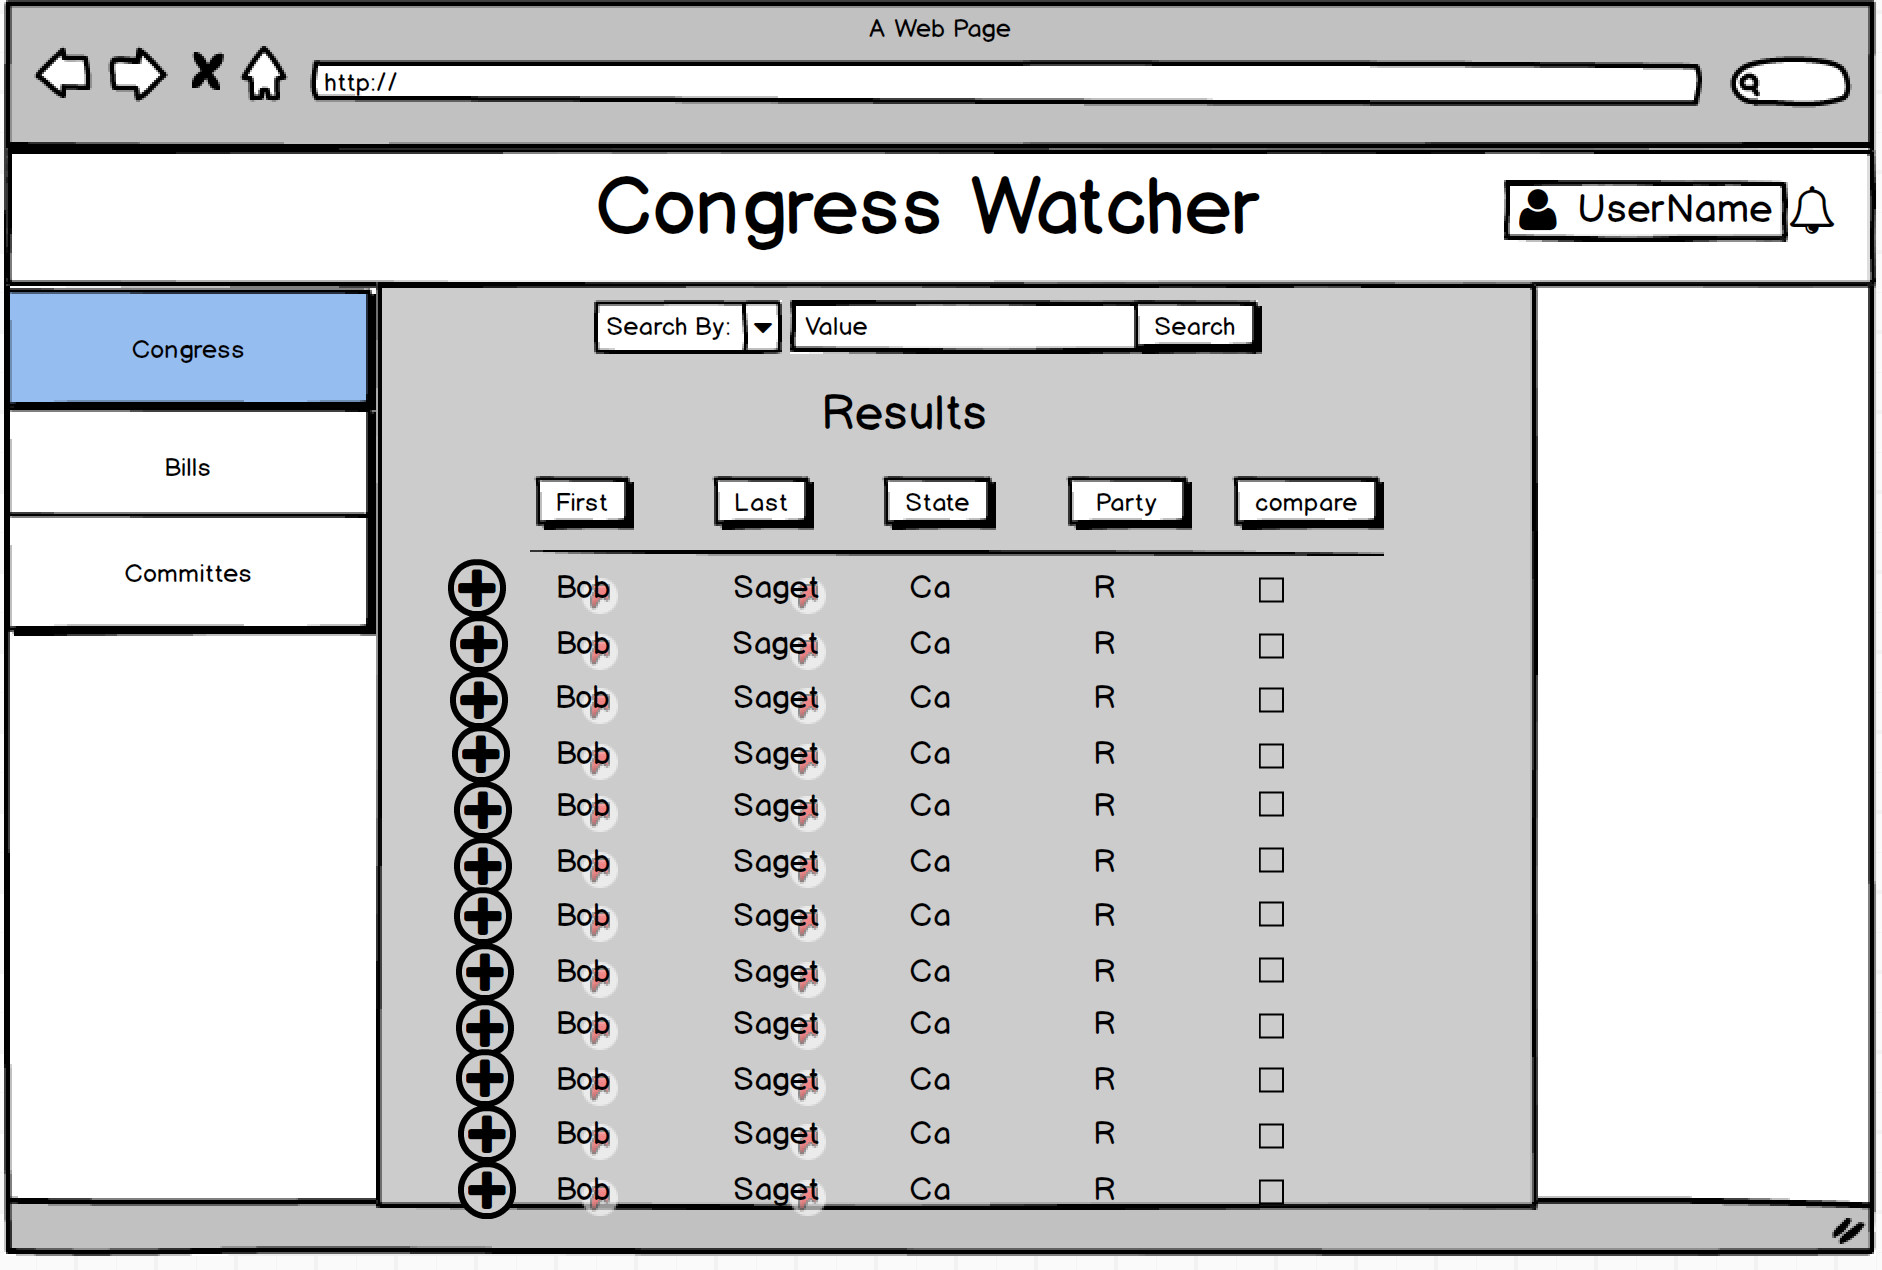 A Web Page
http://
Congress Watcher
UserName
Congress
Bills
Committes
Search By: Value Search
Results
First Last State Party compare
Bob Saget Ca R
Bob Saget Ca R
Bob Saget Ca R
Bob Saget Ca R
Bob Saget Ca R
Bob Saget Ca R
Bob Saget Ca R
Bob Saget Ca R
Bob Saget Ca R
Bob Saget Ca R
Bob Saget Ca R
Bob Saget Ca R